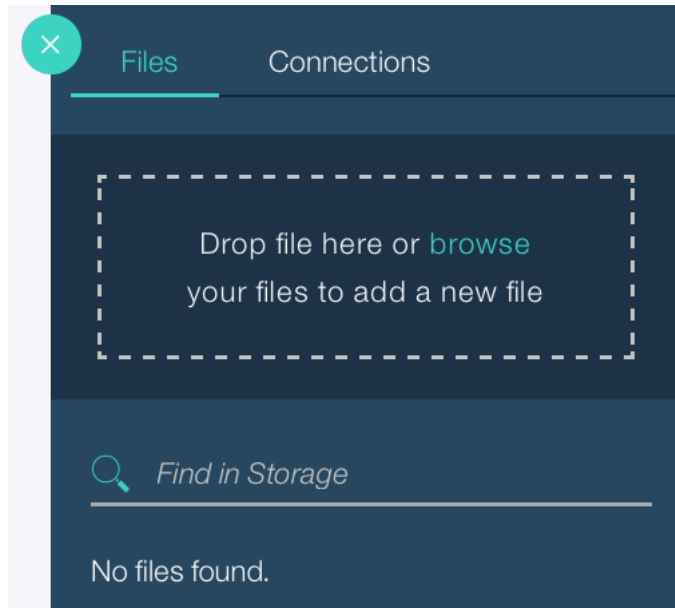 Files
Connections
Drop file here or browse
your files to add a new file
Find in Storage
No files found.